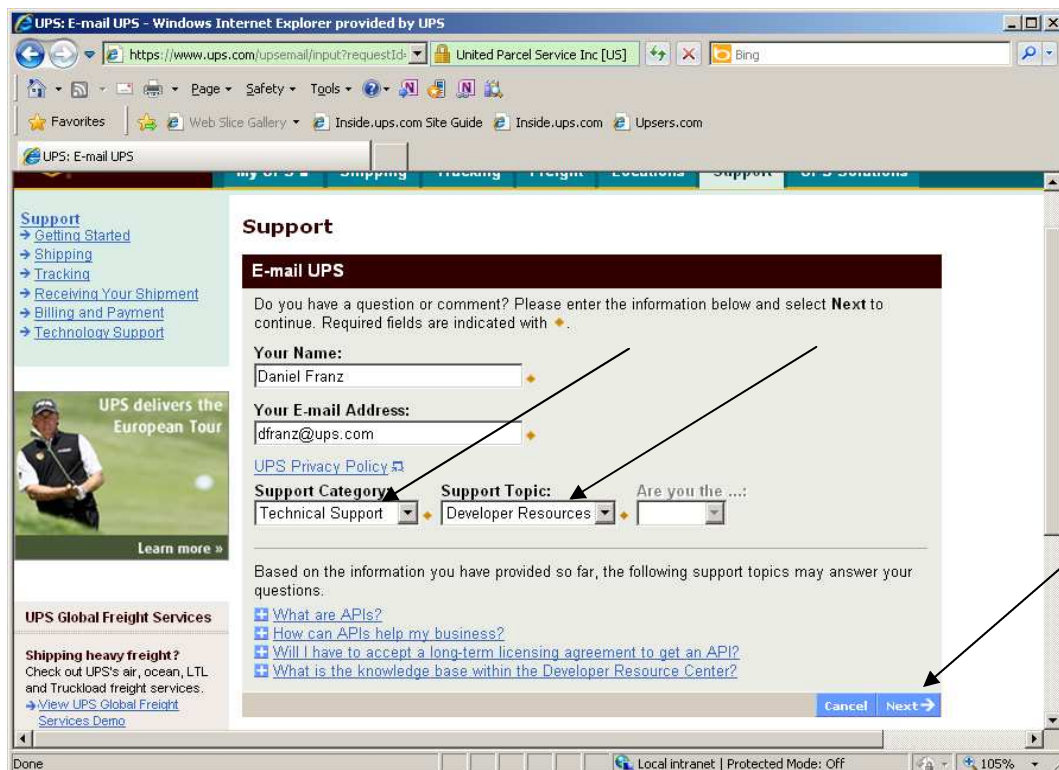 UPS: E-mail UPS - Windows Internet Explorer provided by UPS
https://www.ups.com/upsemail/input?requestId= United Parcel Service Inc [US] Bing
Page Safety Tools
Favorites Web Slice Gallery Inside.ups.com Site Guide Inside.ups.com Upsers.com
UPS: E-mail UPS
My UPS Shipping Tracking Freight Locations Support UPS Solutions
Support
Getting Started
Shipping
Tracking
Receiving Your Shipment
Billing and Payment
Technology Support
UPS delivers the
European Tour
Learn more »
UPS Global Freight Services
Shipping heavy freight?
Check out UPS's air, ocean, LTL
and Truckload freight services.
View UPS Global Freight
Services Demo
Support
E-mail UPS
Do you have a question or comment? Please enter the information below and select Next to
continue. Required fields are indicated with ◆.
Your Name:
Daniel Franz
Your E-mail Address:
dfranz@ups.com
UPS Privacy Policy
Support Category: Support Topic: Are you the ...:
Technical Support Developer Resources
Based on the information you have provided so far, the following support topics may answer your
questions.
What are APIs?
How can APIs help my business?
Will I have to accept a long-term licensing agreement to get an API?
What is the knowledge base within the Developer Resource Center?
Cancel Next
Done Local intranet | Protected Mode: Off 105%